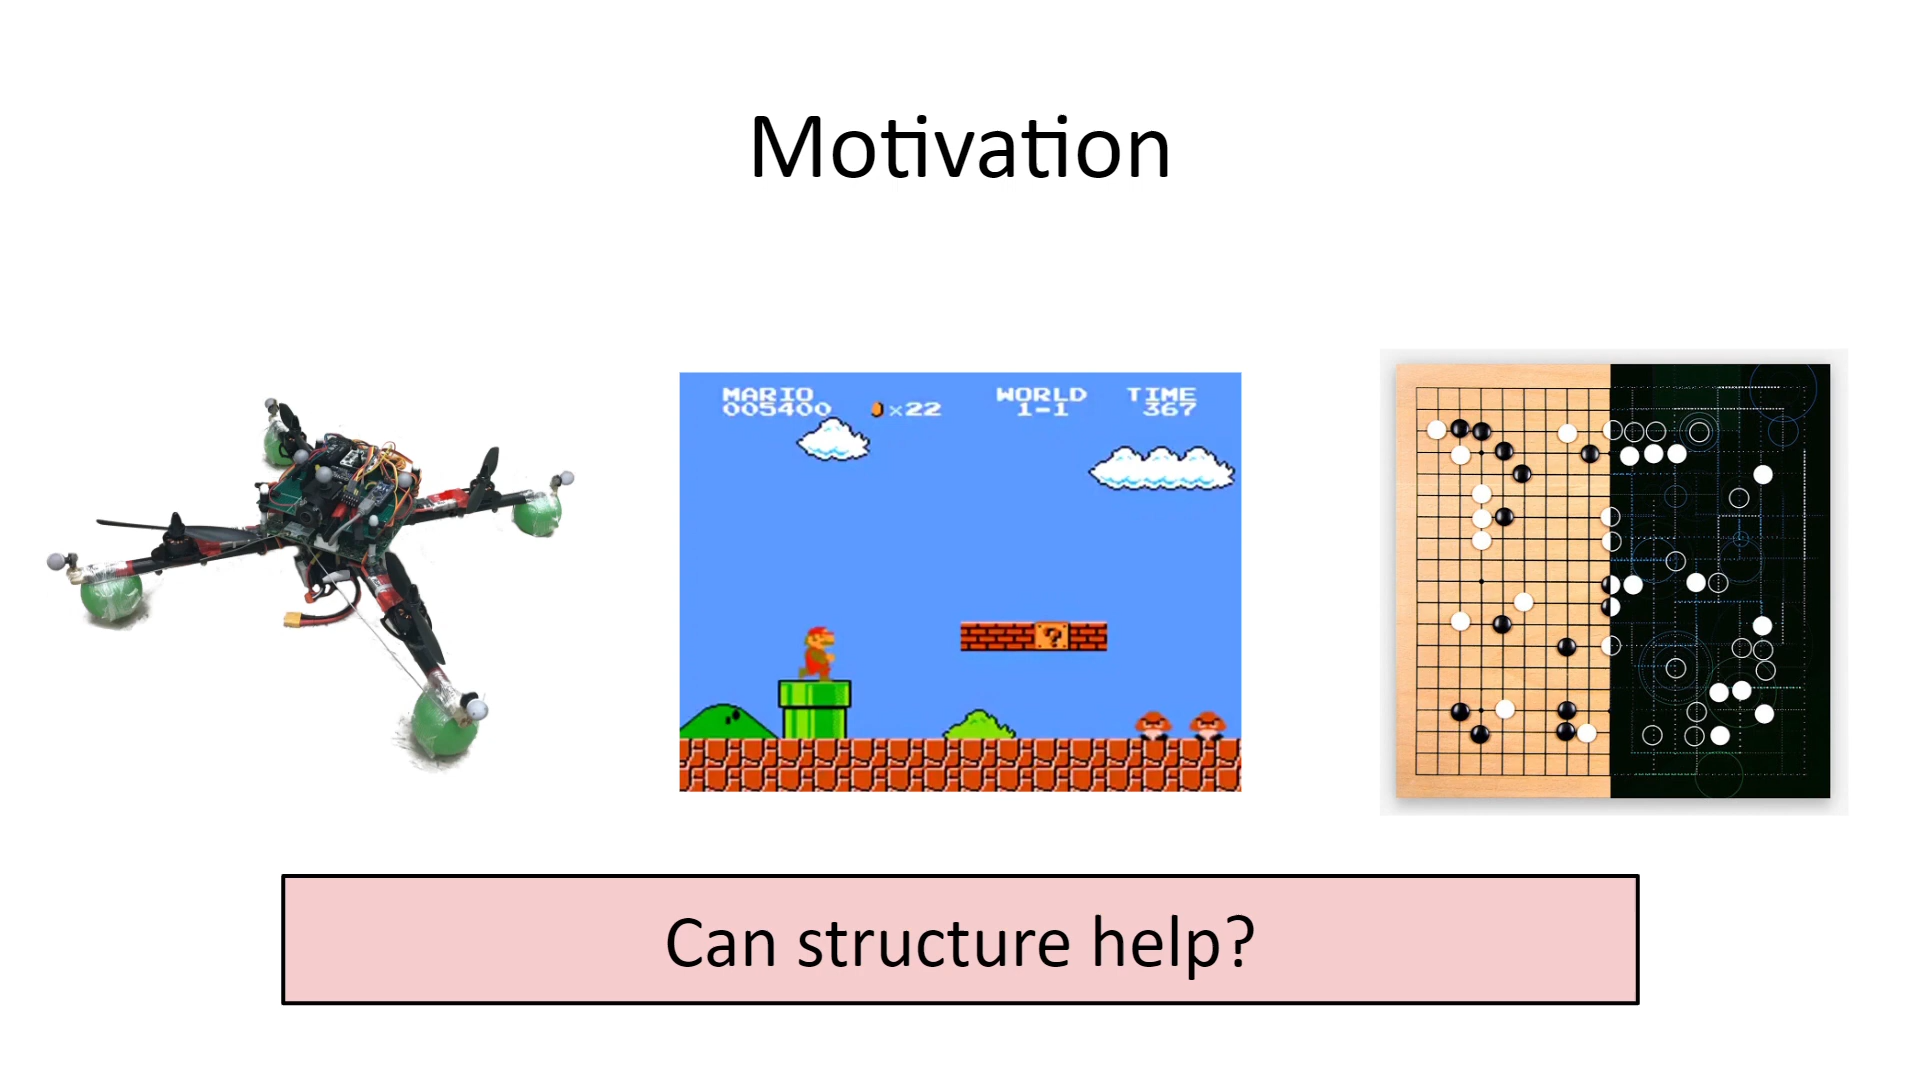 Motivation
MARIO WORLD TIME
005400 ×22 1-1 367
?
Can structure help?